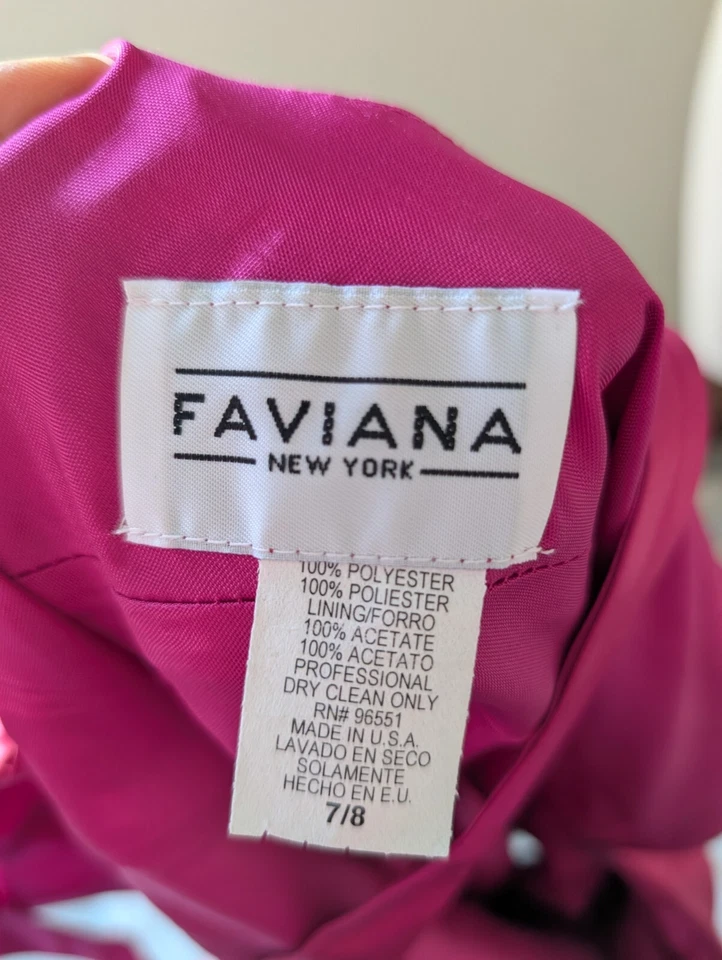 FAVIANA
NEW YORK
100% POLYESTER
100% POLIESTER
LINING/FORRO
100% ACETATE
100% ACETATO
PROFESSIONAL
DRY CLEAN ONLY
RN# 96551
MADE IN U.S.A.
LAVADO EN SECO
SOLAMENTE
HECHO EN E.U.
7/8